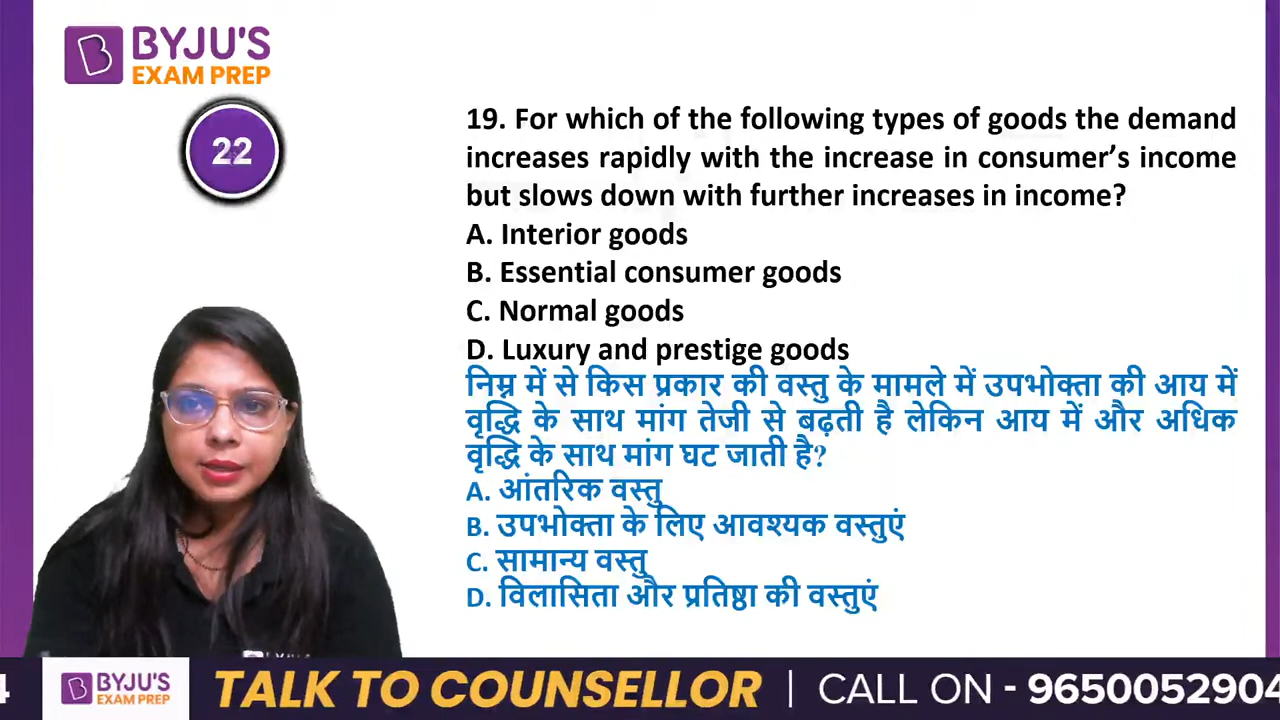 BYJU'S
EXAM PREP
22
19. For which of the following types of goods the demand
increases rapidly with the increase in consumer’s income
but slows down with further increases in income?
A. Interior goods
B. Essential consumer goods
C. Normal goods
D. Luxury and prestige goods
निम्न में से किस प्रकार की वस्तु के मामले में उपभोक्ता की आय में
वृद्धि के साथ मांग तेजी से बढ़ती है लेकिन आय में और अधिक
वृद्धि के साथ मांग घट जाती है?
A. आंतरिक वस्तु
B. उपभोक्ता के लिए आवश्यक वस्तुएं
C. सामान्य वस्तु
D. विलासिता और प्रतिष्ठा की वस्तुएं
4 BYJU'S EXAM PREP TALK TO COUNSELLOR | CALL ON - 9650052904